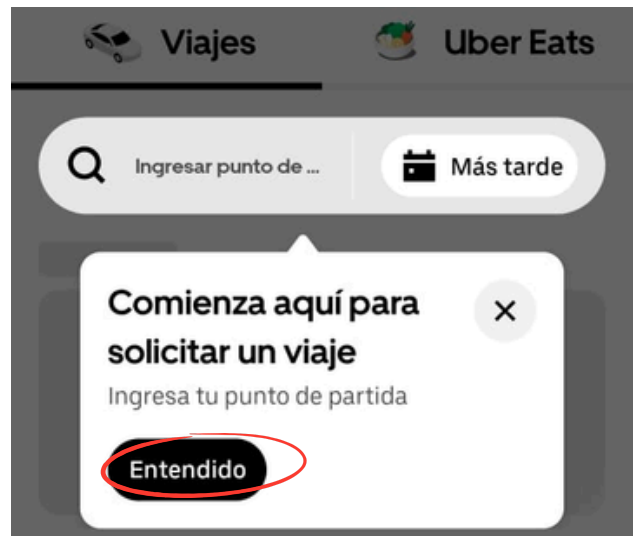 Viajes
Uber Eats
Ingresar punto de ...
Más tarde
Comienza aquí para
solicitar un viaje
Ingresa tu punto de partida
Entendido